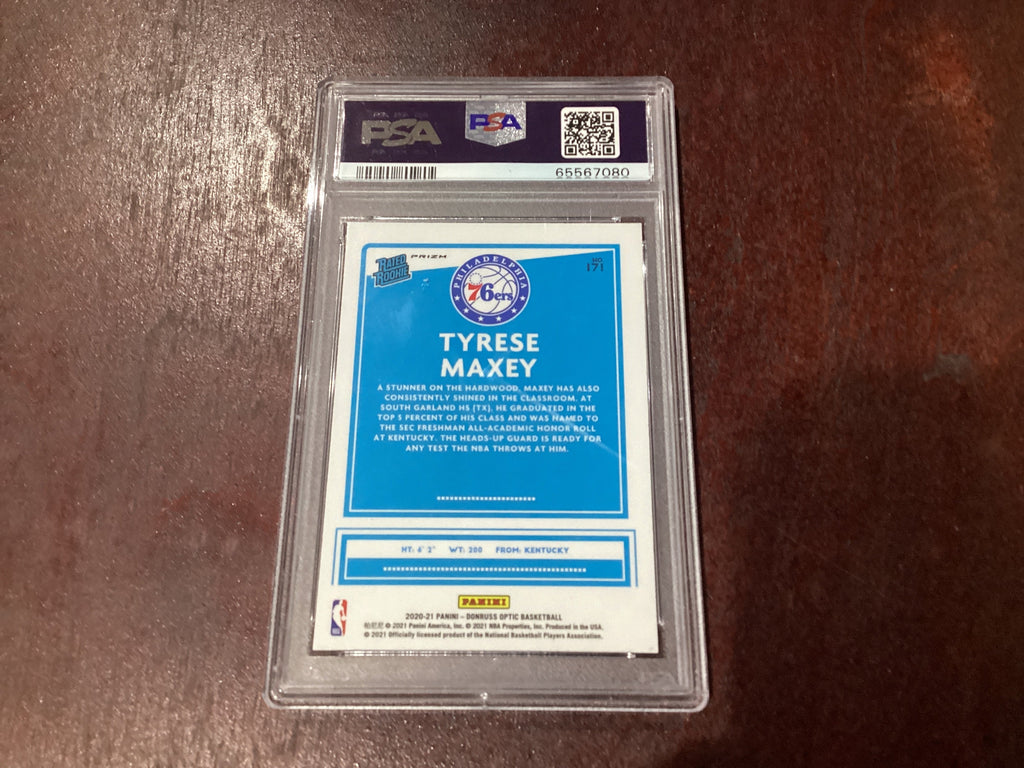 PSA
PSA
65567080
RATED ROOKIE
PRIZM
PHILADELPHIA
76ers
NO
171
TYRESE
MAXEY
A STUNNER ON THE HARDWOOD, MAXEY HAS ALSO
CONSISTENTLY SHINED IN THE CLASSROOM. AT
SOUTH GARLAND HS (TX), HE GRADUATED IN THE
TOP 5 PERCENT OF HIS CLASS AND WAS NAMED TO
THE SEC FRESHMAN ALL-ACADEMIC HONOR ROLL
AT KENTUCKY. THE HEADS-UP GUARD IS READY FOR
ANY TEST THE NBA THROWS AT HIM.
HT: 6' 2" WT: 200 FROM: KENTUCKY
PANINI
2020-21 PANINI – DONRUSS OPTIC BASKETBALL
帕尼尼 © 2021 Panini America, Inc. © 2021 NBA Properties, Inc. Produced in the USA.
© 2021 Officially licensed product of the National Basketball Players Association.